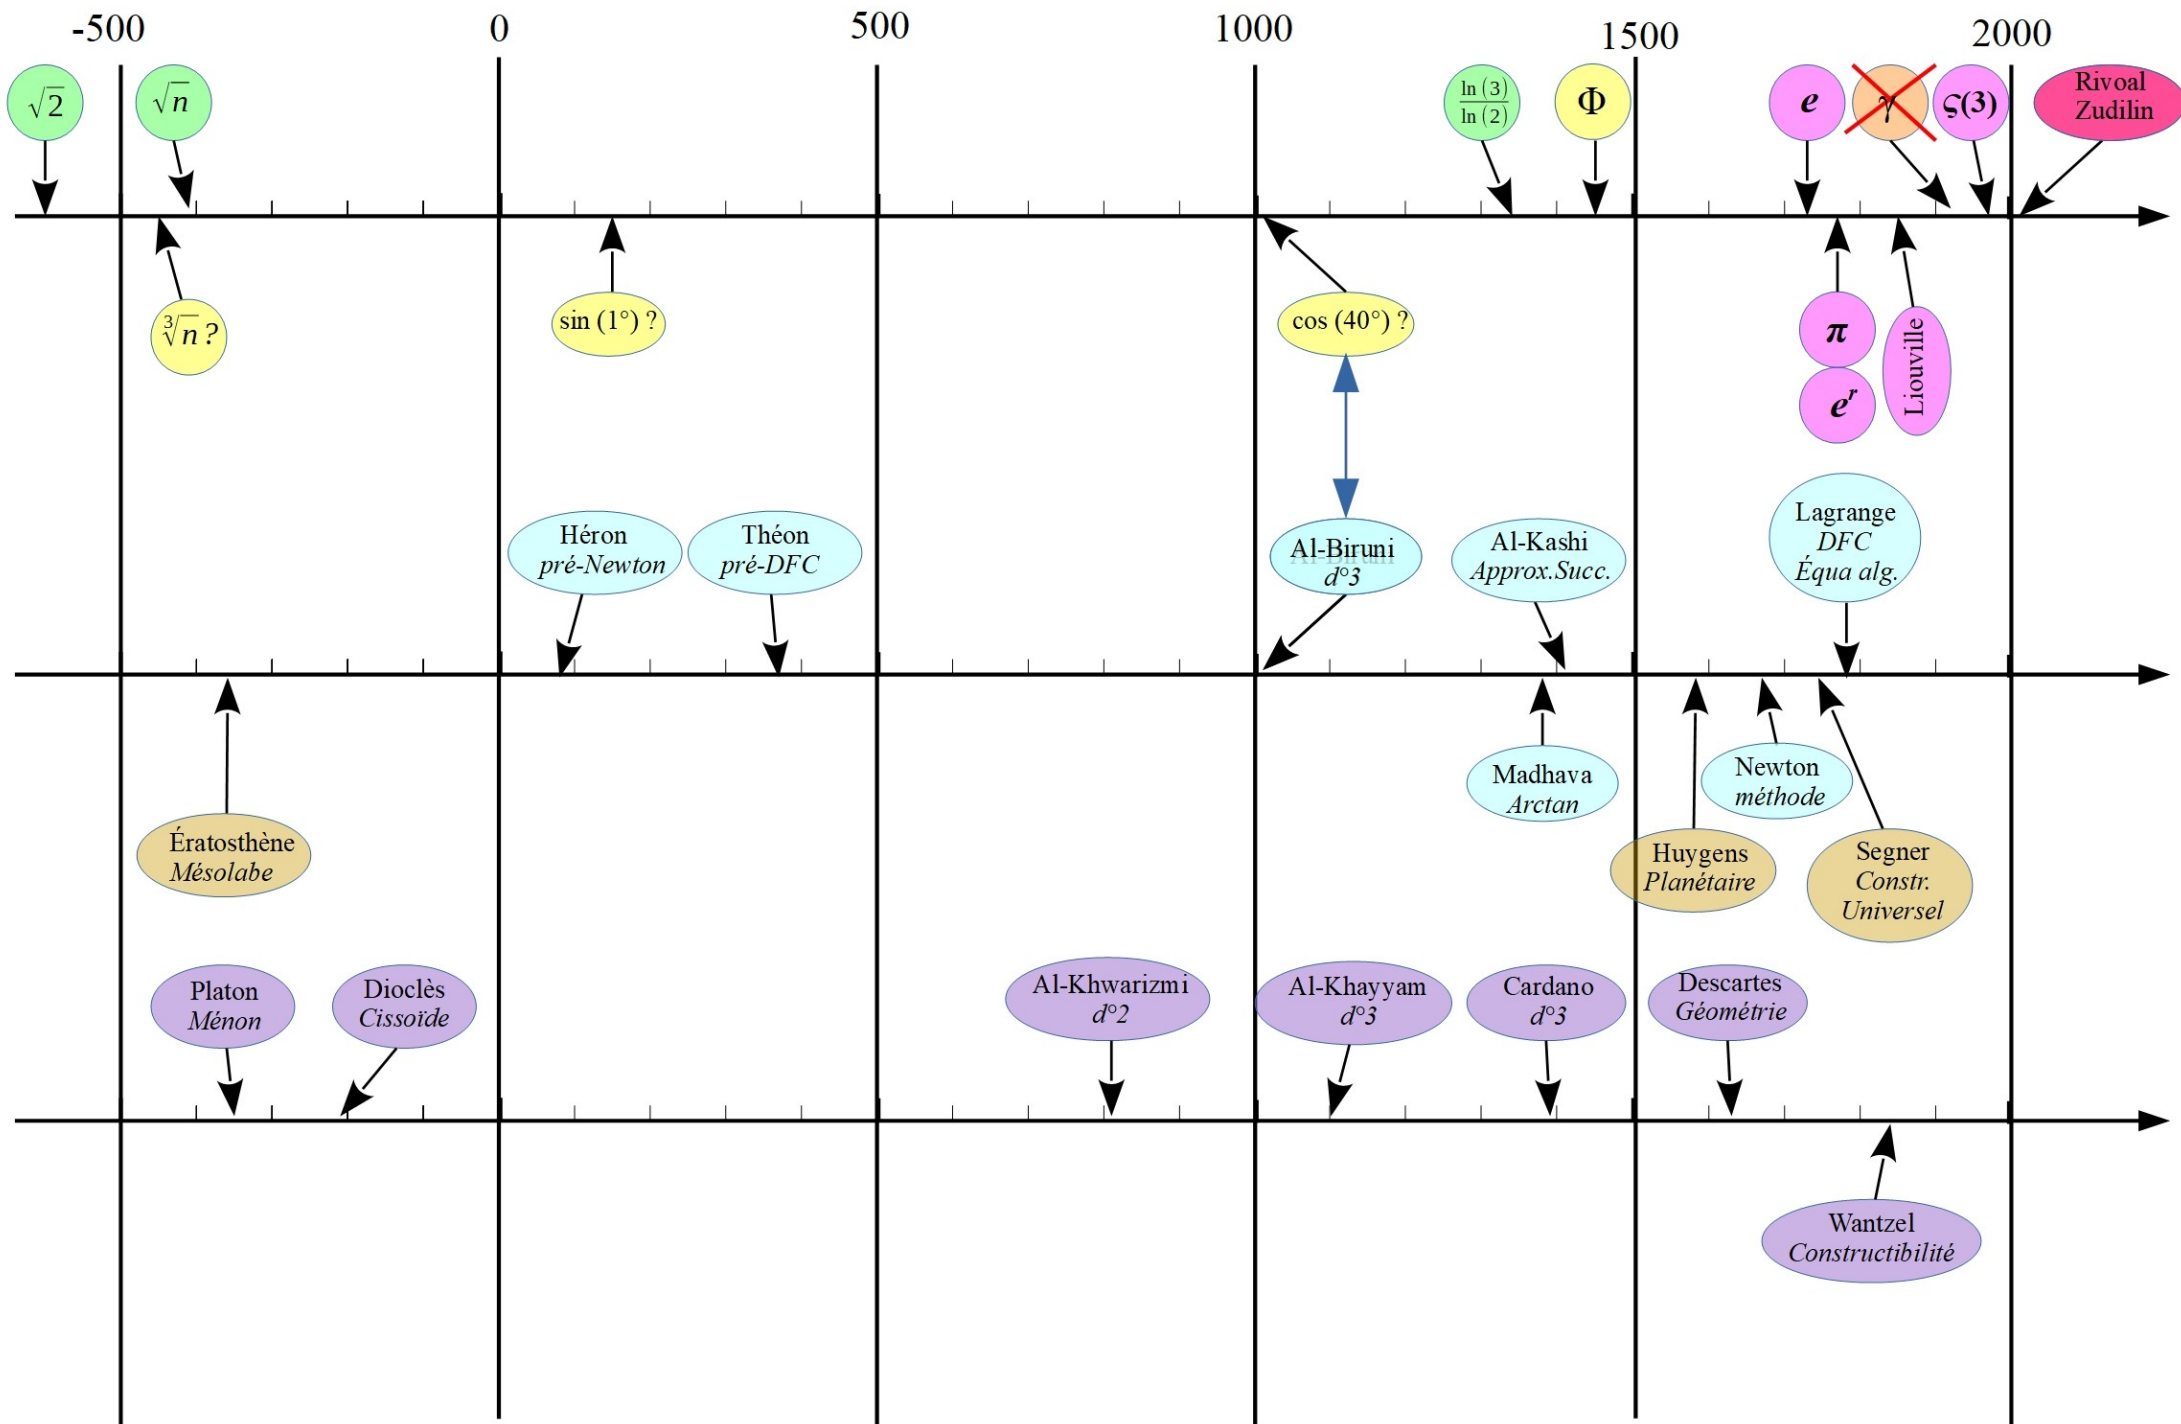 -500 0 500 1000 1500 2000
√2
√n
ln (3)
ln (2)
Φ
e
γ
ς(3)
Rivoal
Zudilin
∛n ?
sin (1°) ?
cos (40°) ?
π
e^r
Liouville
Héron
pré-Newton
Théon
pré-DFC
Al-Biruni
d°3
Al-Kashi
Approx.Succ.
Lagrange
DFC
Équa alg.
Madhava
Arctan
Newton
méthode
Ératosthène
Mésolabe
Huygens
Planétaire
Segner
Constr.
Universel
Platon
Ménon
Dioclès
Cissoïde
Al-Khwarizmi
d°2
Al-Khayyam
d°3
Cardano
d°3
Descartes
Géométrie
Wantzel
Constructibilité